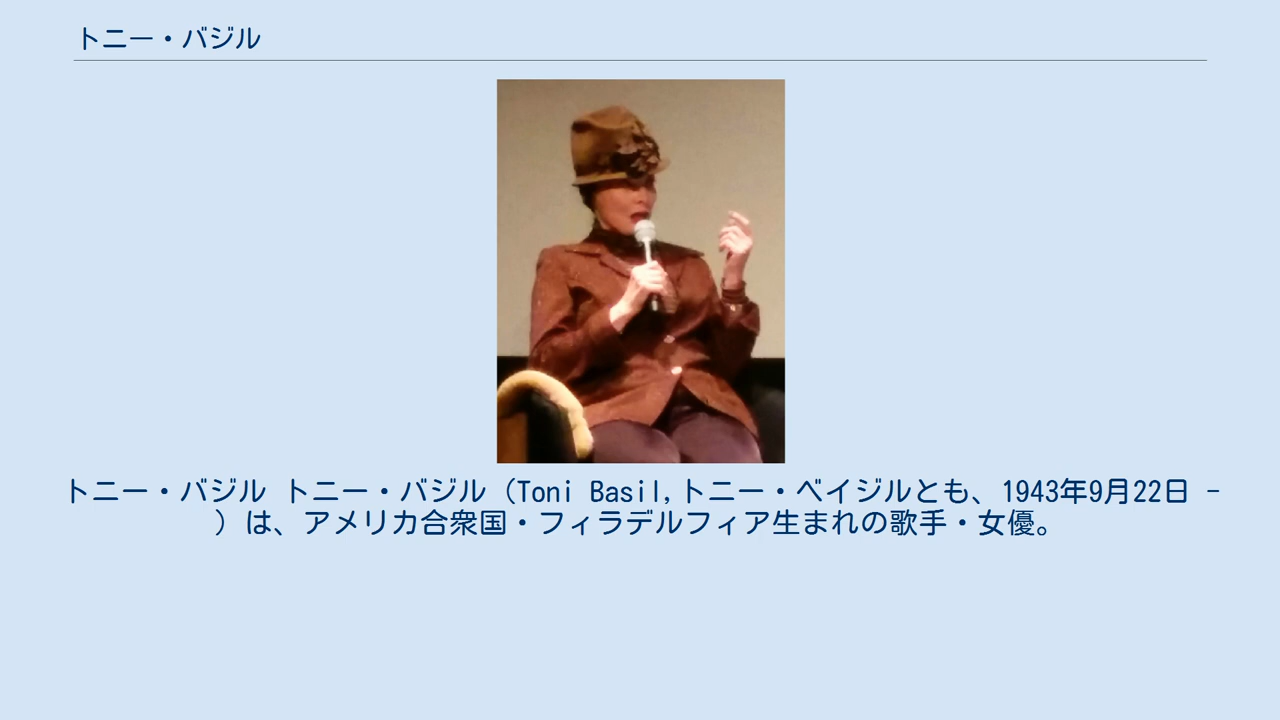 トニー・バジル
トニー・バジル トニー・バジル（Toni Basil,トニー・ベイジルとも、1943年9月22日 -
）は、アメリカ合衆国・フィラデルフィア生まれの歌手・女優。